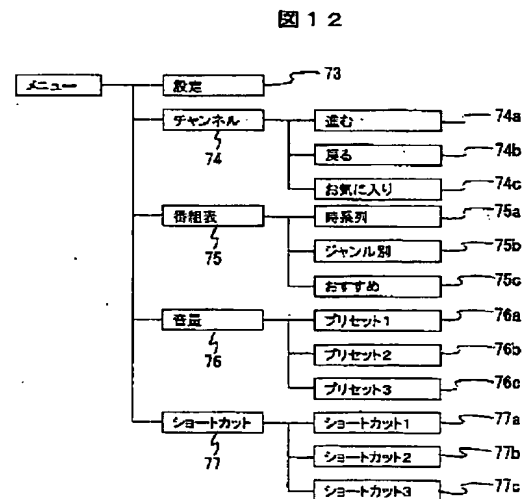 図12
メニュー
設定 73
チャンネル 74
進む 74a
戻る 74b
お気に入り 74c
番組表 75
時系列 75a
ジャンル別 75b
おすすめ 75c
音量 76
プリセット1 76a
プリセット2 76b
プリセット3 76c
ショートカット 77
ショートカット1 77a
ショートカット2 77b
ショートカット3 77c